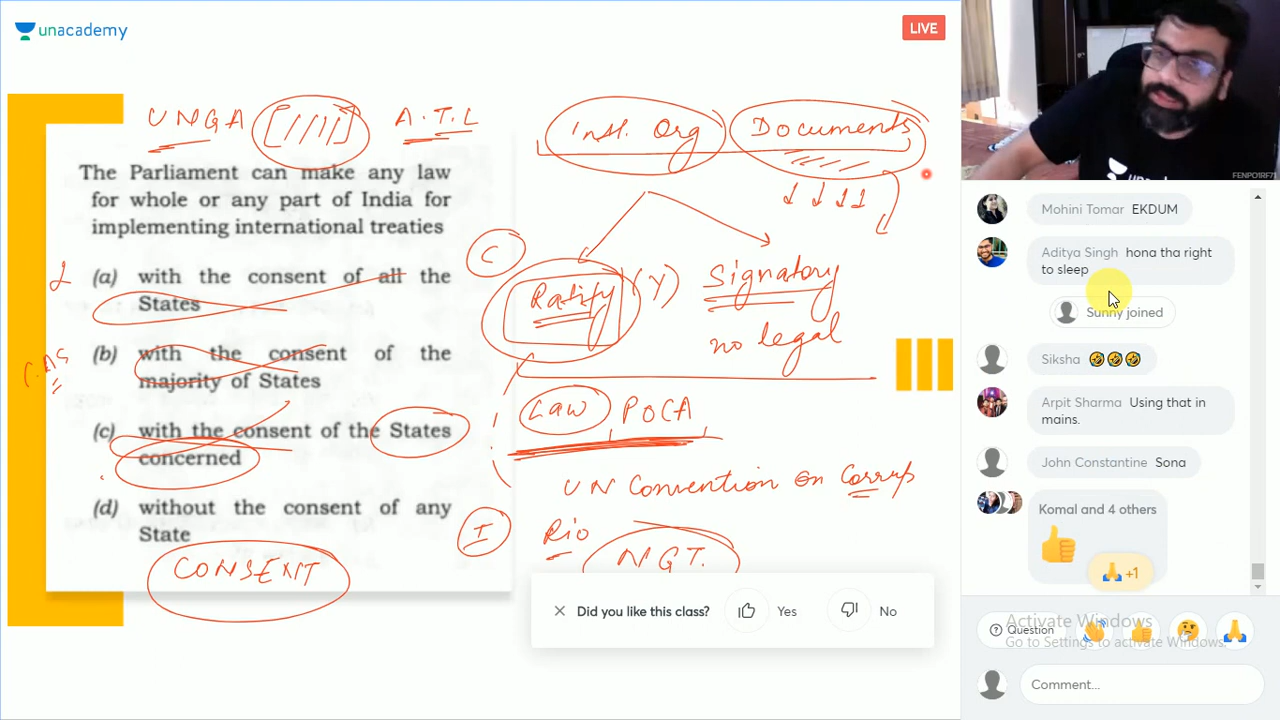 unacademy
LIVE
UNGA A.T.L
The Parliament can make any law
for whole or any part of India for
implementing international treaties
(a) with the consent of all the
States
(b) with the consent of the
majority of States
(c) with the consent of the States
concerned
(d) without the consent of any
State
CONSEXIT
Org Documents
C
Ratify (Y) Signatory
no legal
Law POCA
UN Convention on Corrup
I
Rio
NGT.
Did you like this class? Yes No
FENPO1RF71
Mohini Tomar EKDUM
Aditya Singh hona tha right
to sleep
Sunny joined
Siksha 🤣🤣🤣
Arpit Sharma Using that in
mains.
John Constantine Sona
Komal and 4 others
👍
🙏 +1
Activate Windows
Go to Settings to activate Windows.
Question
Comment...